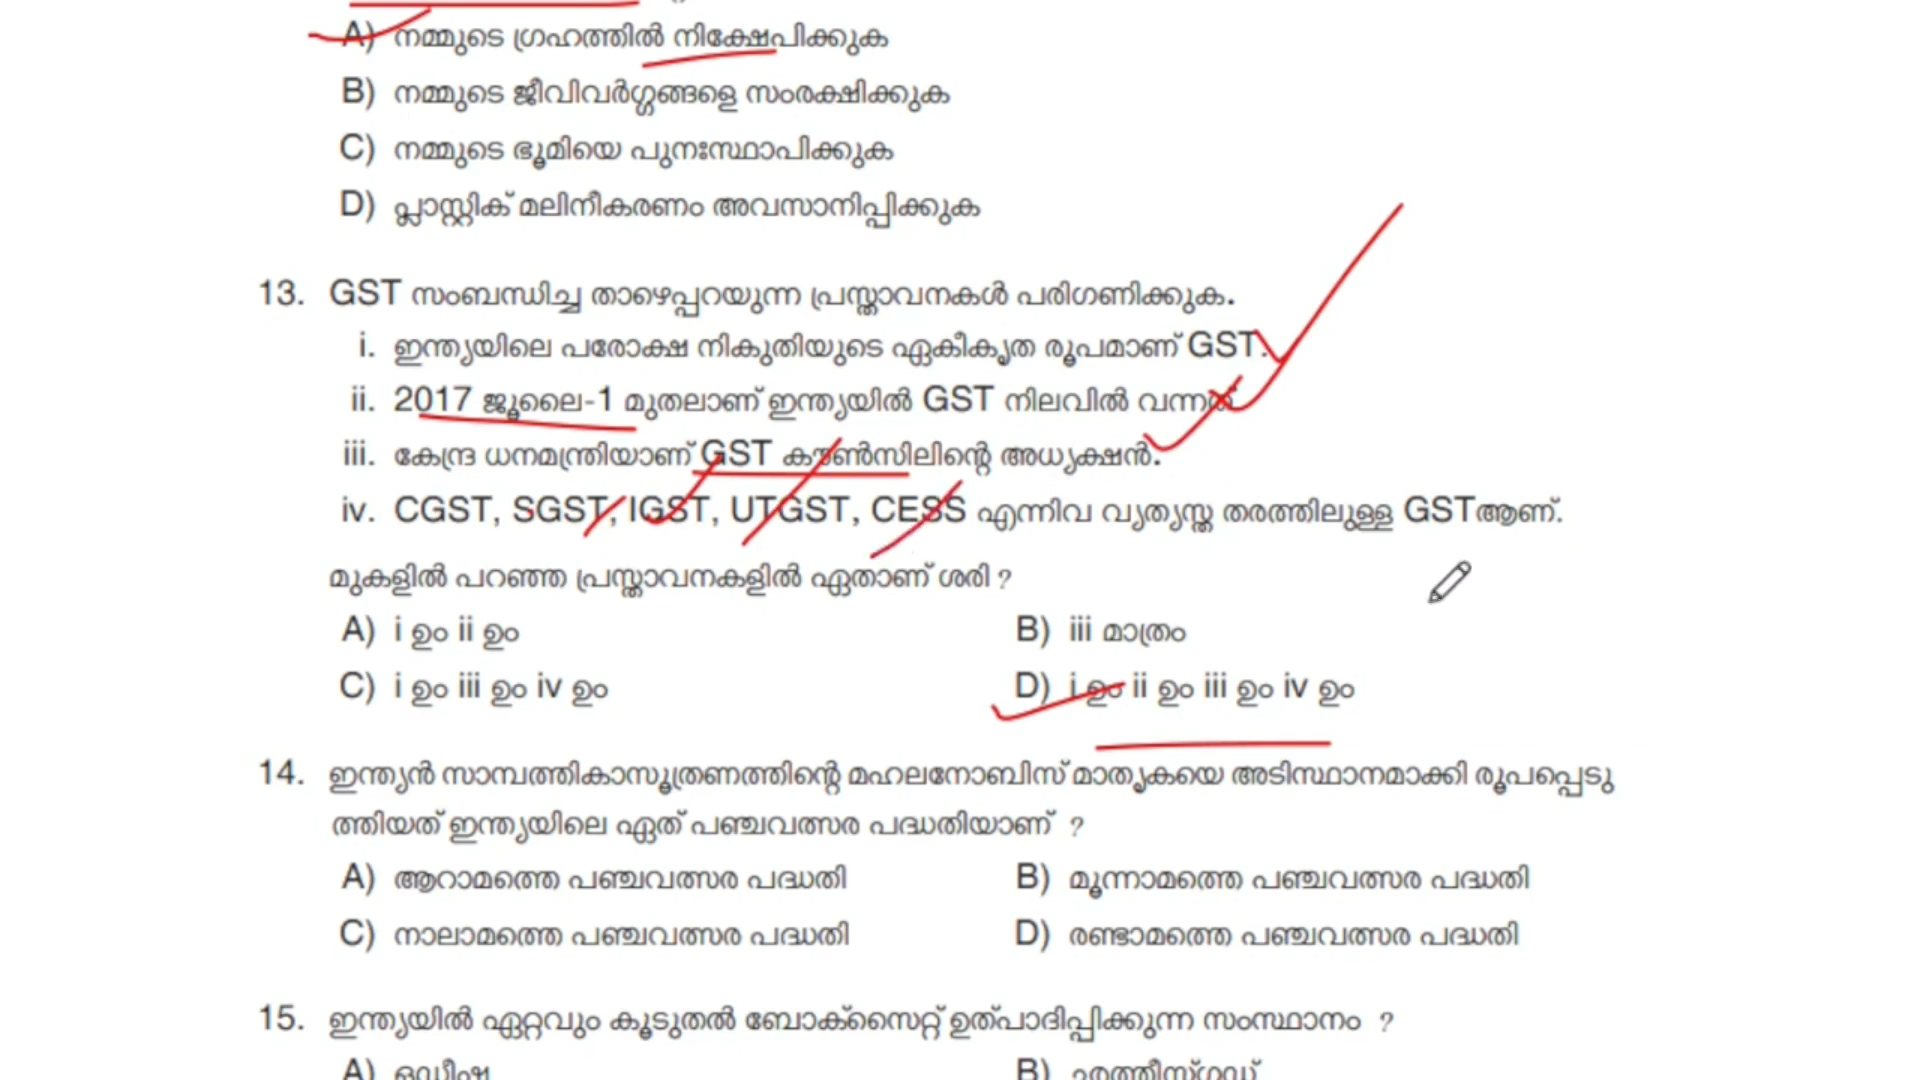 A) നമ്മുടെ ഗ്രഹത്തിൽ നിക്ഷേപിക്കുക
B) നമ്മുടെ ജീവിവർഗ്ഗങ്ങളെ സംരക്ഷിക്കുക
C) നമ്മുടെ ഭൂമിയെ പുനഃസ്ഥാപിക്കുക
D) പ്ലാസ്റ്റിക് മലിനീകരണം അവസാനിപ്പിക്കുക
13. GST സംബന്ധിച്ച താഴെപ്പറയുന്ന പ്രസ്താവനകൾ പരിഗണിക്കുക.
i. ഇന്ത്യയിലെ പരോക്ഷ നികുതിയുടെ ഏകീകൃത രൂപമാണ് GST.
ii. 2017 ജൂലൈ-1 മുതലാണ് ഇന്ത്യയിൽ GST നിലവിൽ വന്നത്
iii. കേന്ദ്ര ധനമന്ത്രിയാണ് GST കൗൺസിലിന്റെ അധ്യക്ഷൻ.
iv. CGST, SGST, IGST, UTGST, CESS എന്നിവ വ്യത്യസ്ത തരത്തിലുള്ള GSTആണ്.
മുകളിൽ പറഞ്ഞ പ്രസ്താവനകളിൽ ഏതാണ് ശരി ?
A) i ഉം ii ഉം B) iii മാത്രം
C) i ഉം iii ഉം iv ഉം D) i ഉം ii ഉം iii ഉം iv ഉം
14. ഇന്ത്യൻ സാമ്പത്തികാസൂത്രണത്തിന്റെ മഹലനോബിസ് മാതൃകയെ അടിസ്ഥാനമാക്കി രൂപപ്പെടു
ത്തിയത് ഇന്ത്യയിലെ ഏത് പഞ്ചവത്സര പദ്ധതിയാണ് ?
A) ആറാമത്തെ പഞ്ചവത്സര പദ്ധതി B) മൂന്നാമത്തെ പഞ്ചവത്സര പദ്ധതി
C) നാലാമത്തെ പഞ്ചവത്സര പദ്ധതി D) രണ്ടാമത്തെ പഞ്ചവത്സര പദ്ധതി
15. ഇന്ത്യയിൽ ഏറ്റവും കൂടുതൽ ബോക്സൈറ്റ് ഉത്പാദിപ്പിക്കുന്ന സംസ്ഥാനം ?
A) ഒഡീഷ B) ഛത്തീസ്ഗഡ്